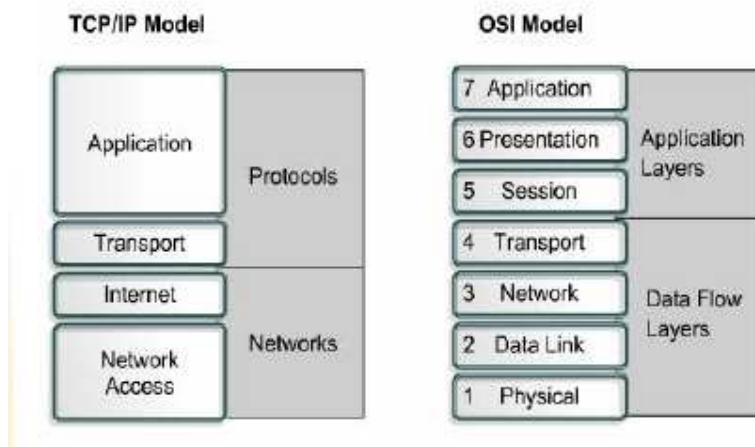 TCP/IP Model
Application
Transport
Internet
Network
Access
Protocols
Networks
OSI Model
7 Application
6 Presentation
5 Session
4 Transport
3 Network
2 Data Link
1 Physical
Application
Layers
Data Flow
Layers